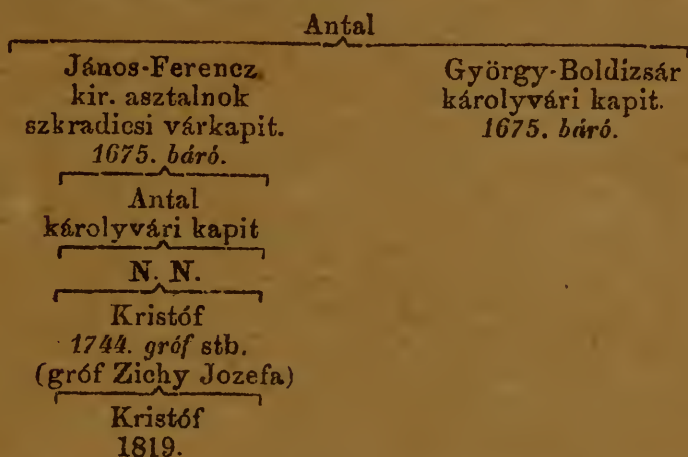 Antal
János-Ferencz
kir. asztalnok
szkradicsi várkapit.
1675. báró.
György-Boldizsár
károlyvári kapit.
1675. báró.
Antal
károlyvári kapit
N. N.
Kristóf
1744. gróf stb.
(gróf Zichy Jozefa)
Kristóf
1819.